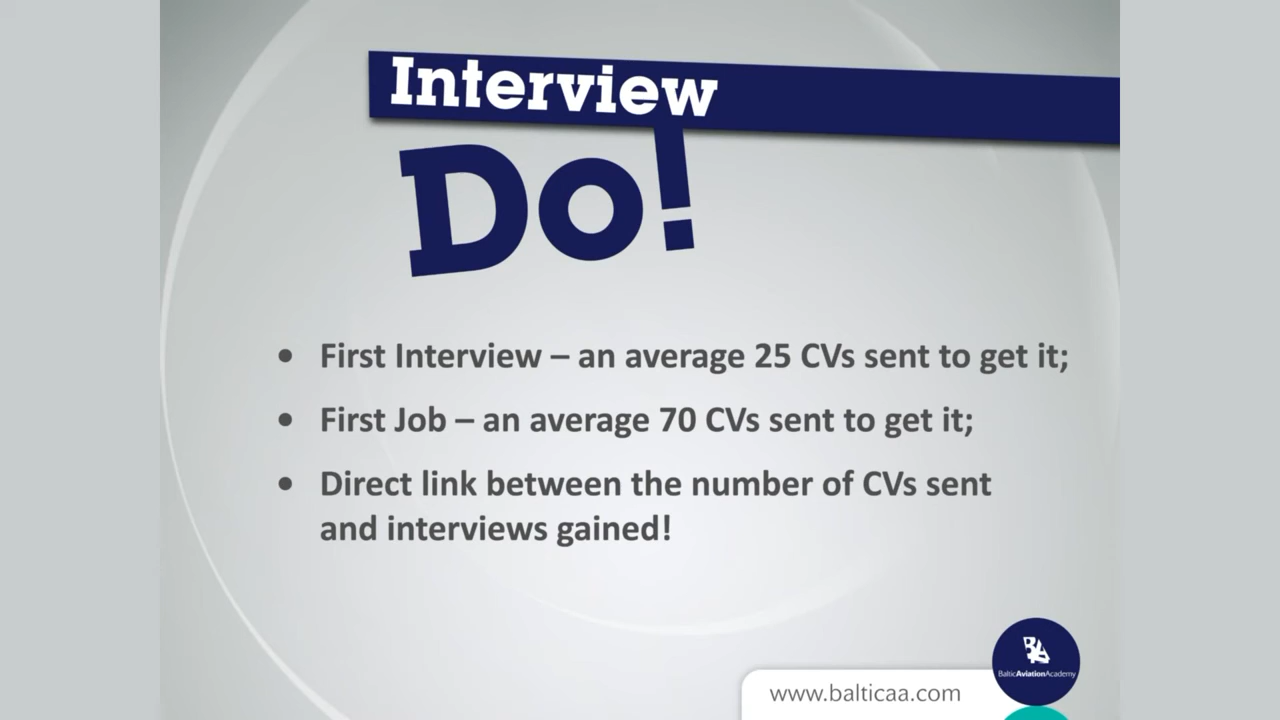 Interview
Do!
• First Interview – an average 25 CVs sent to get it;
• First Job – an average 70 CVs sent to get it;
• Direct link between the number of CVs sent
and interviews gained!
BalticAviationAcademy
www.balticaa.com